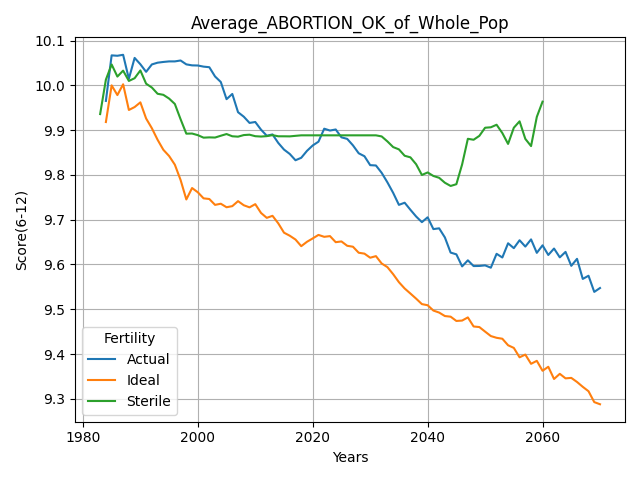 Average_ABORTION_OK_of_Whole_Pop
Score(6-12)
10.1
10.0
9.9
9.8
9.7
9.6
9.5
9.4
9.3
Fertility
Actual
Ideal
Sterile
1980
2000
2020
2040
2060
Years